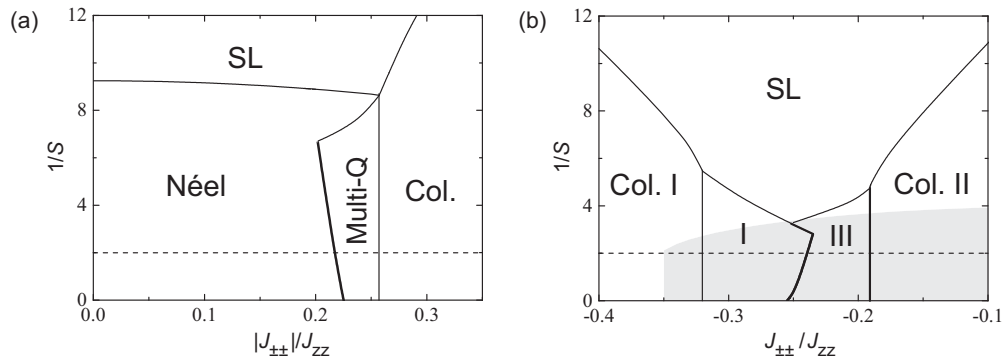 (a)
12
8
4
0
1/S
SL
Néel
Multi-Q
Col.
0.0
0.1
0.2
0.3
|J±±|/Jzz
(b)
12
8
4
0
1/S
SL
Col. I
Col. II
I
III
-0.4
-0.3
-0.2
-0.1
J±±/Jzz